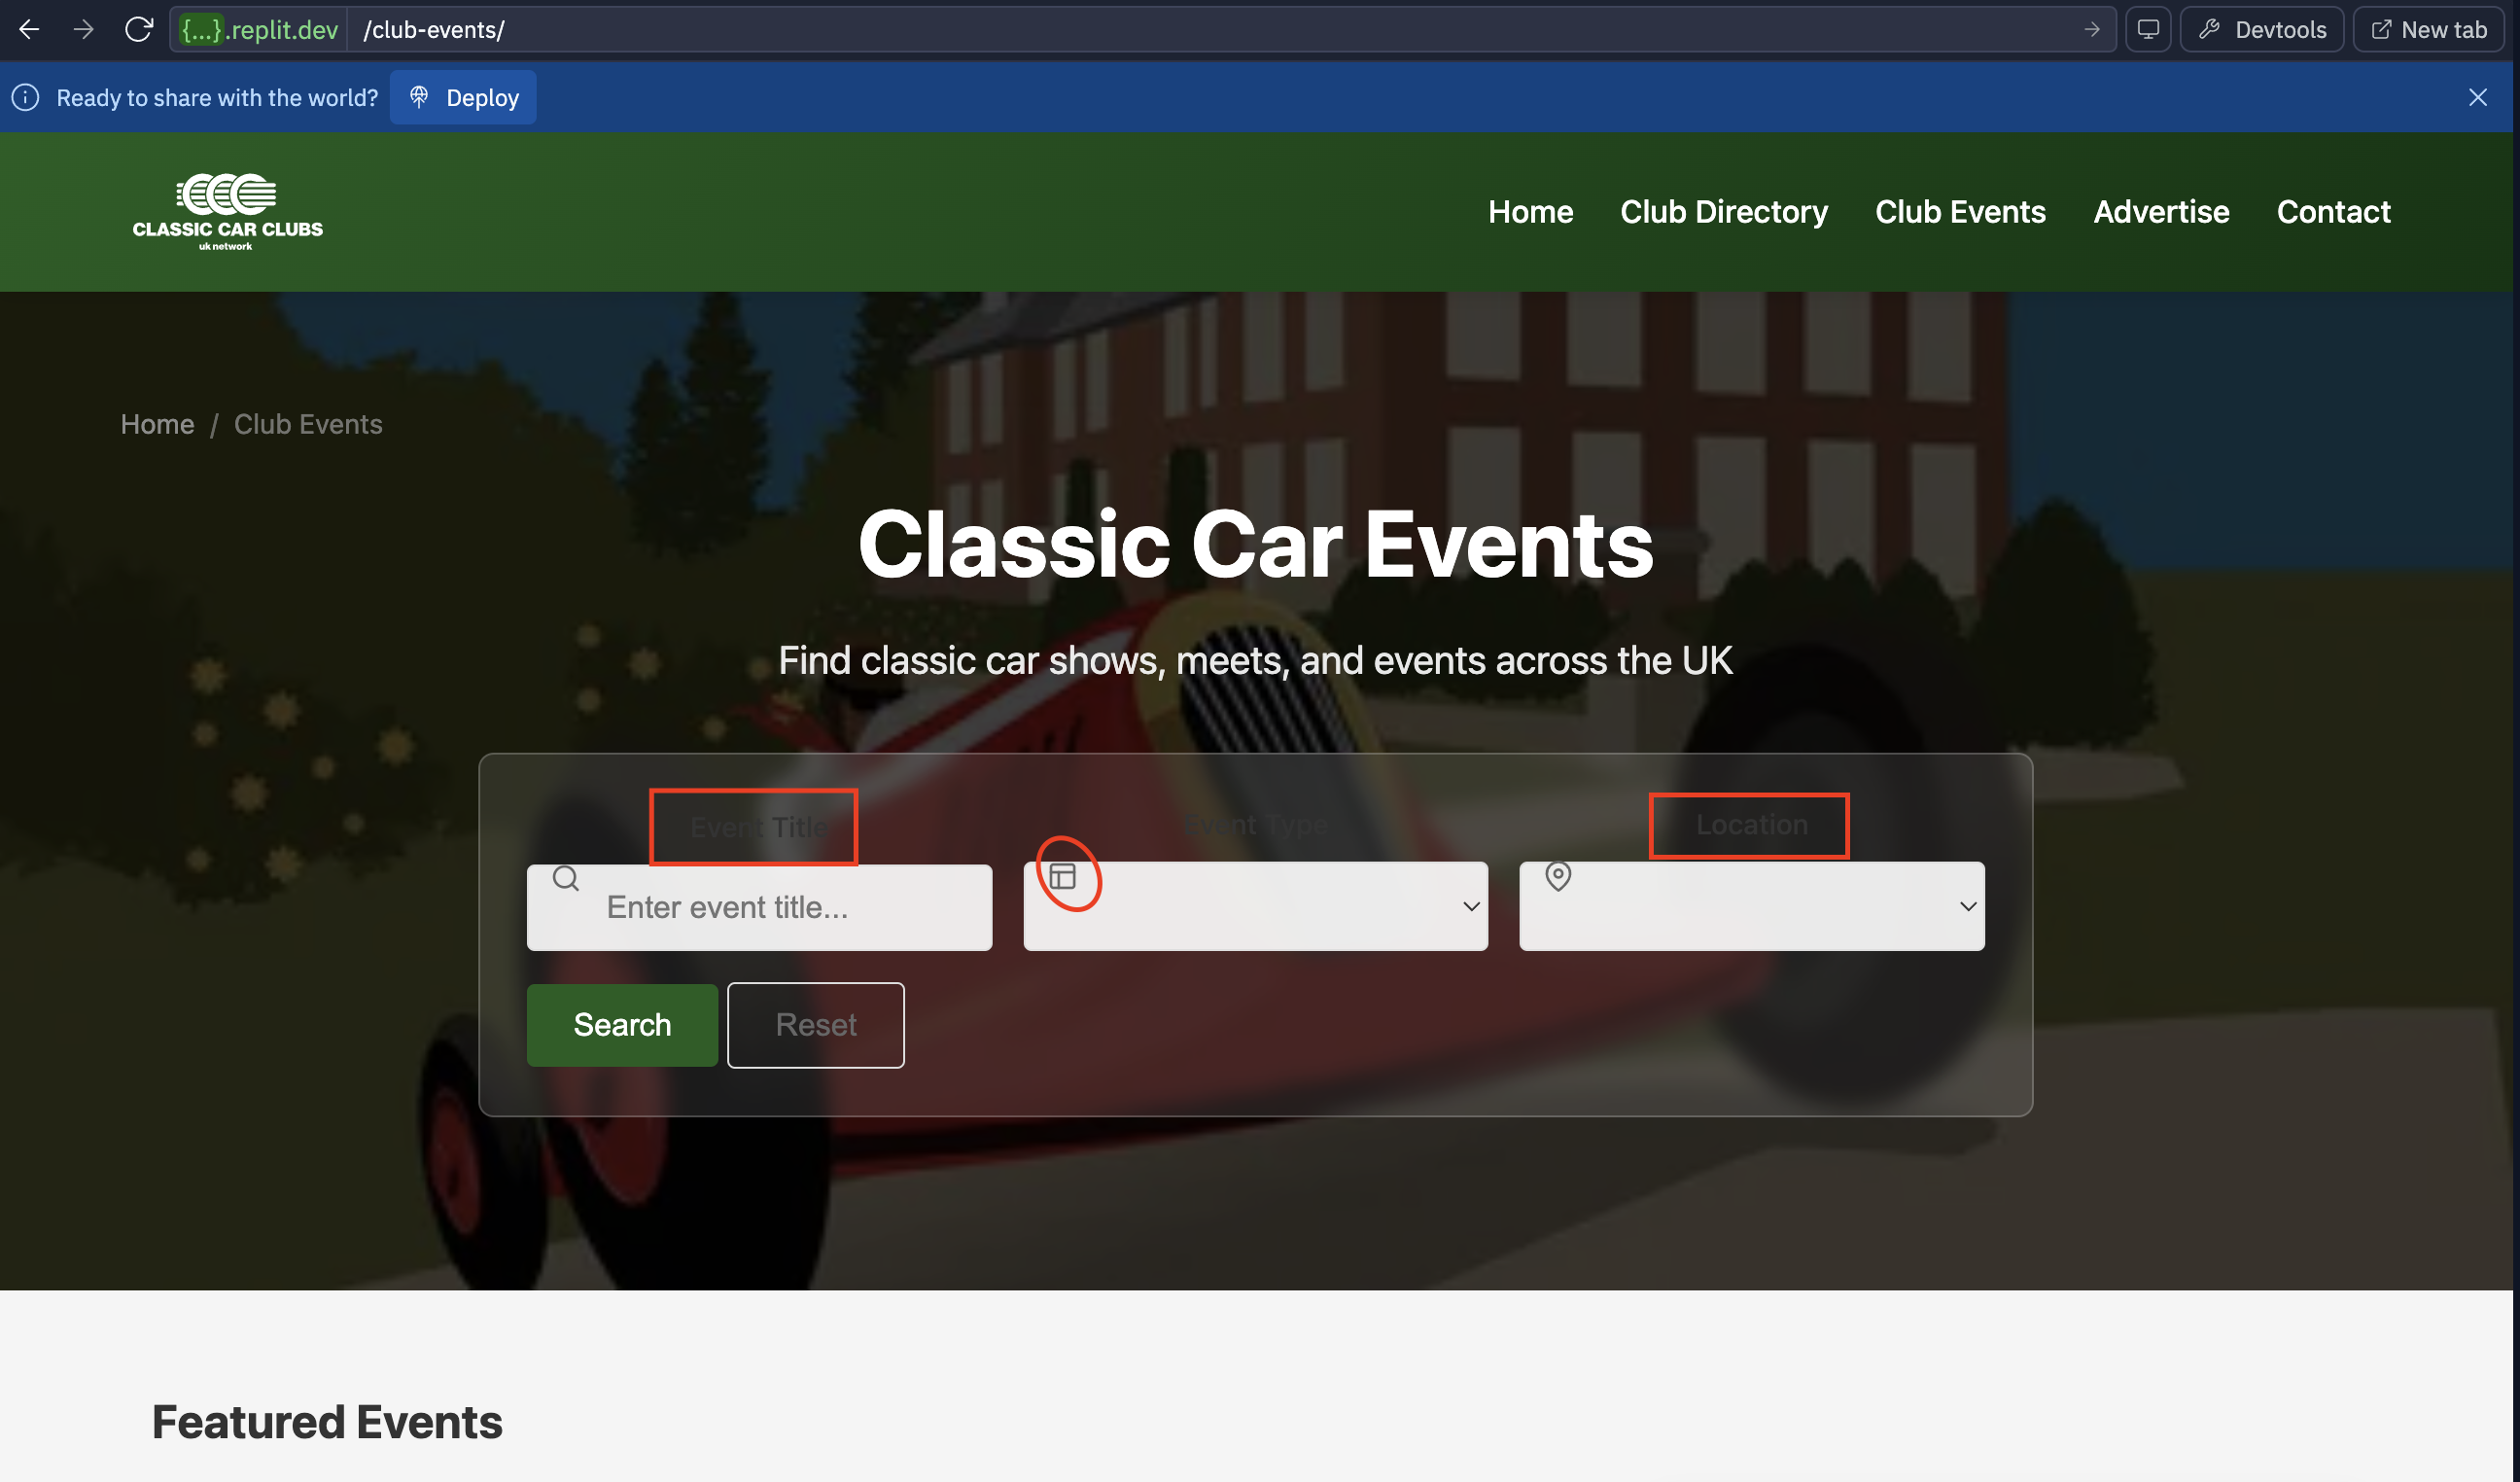 {...}.replit.dev /club-events/ Devtools New tab
Ready to share with the world? Deploy
CLASSIC CAR CLUBS
uk network
Home Club Directory Club Events Advertise Contact
Home / Club Events
Classic Car Events
Find classic car shows, meets, and events across the UK
Event Title Event Type Location
Enter event title...
Search Reset
Featured Events